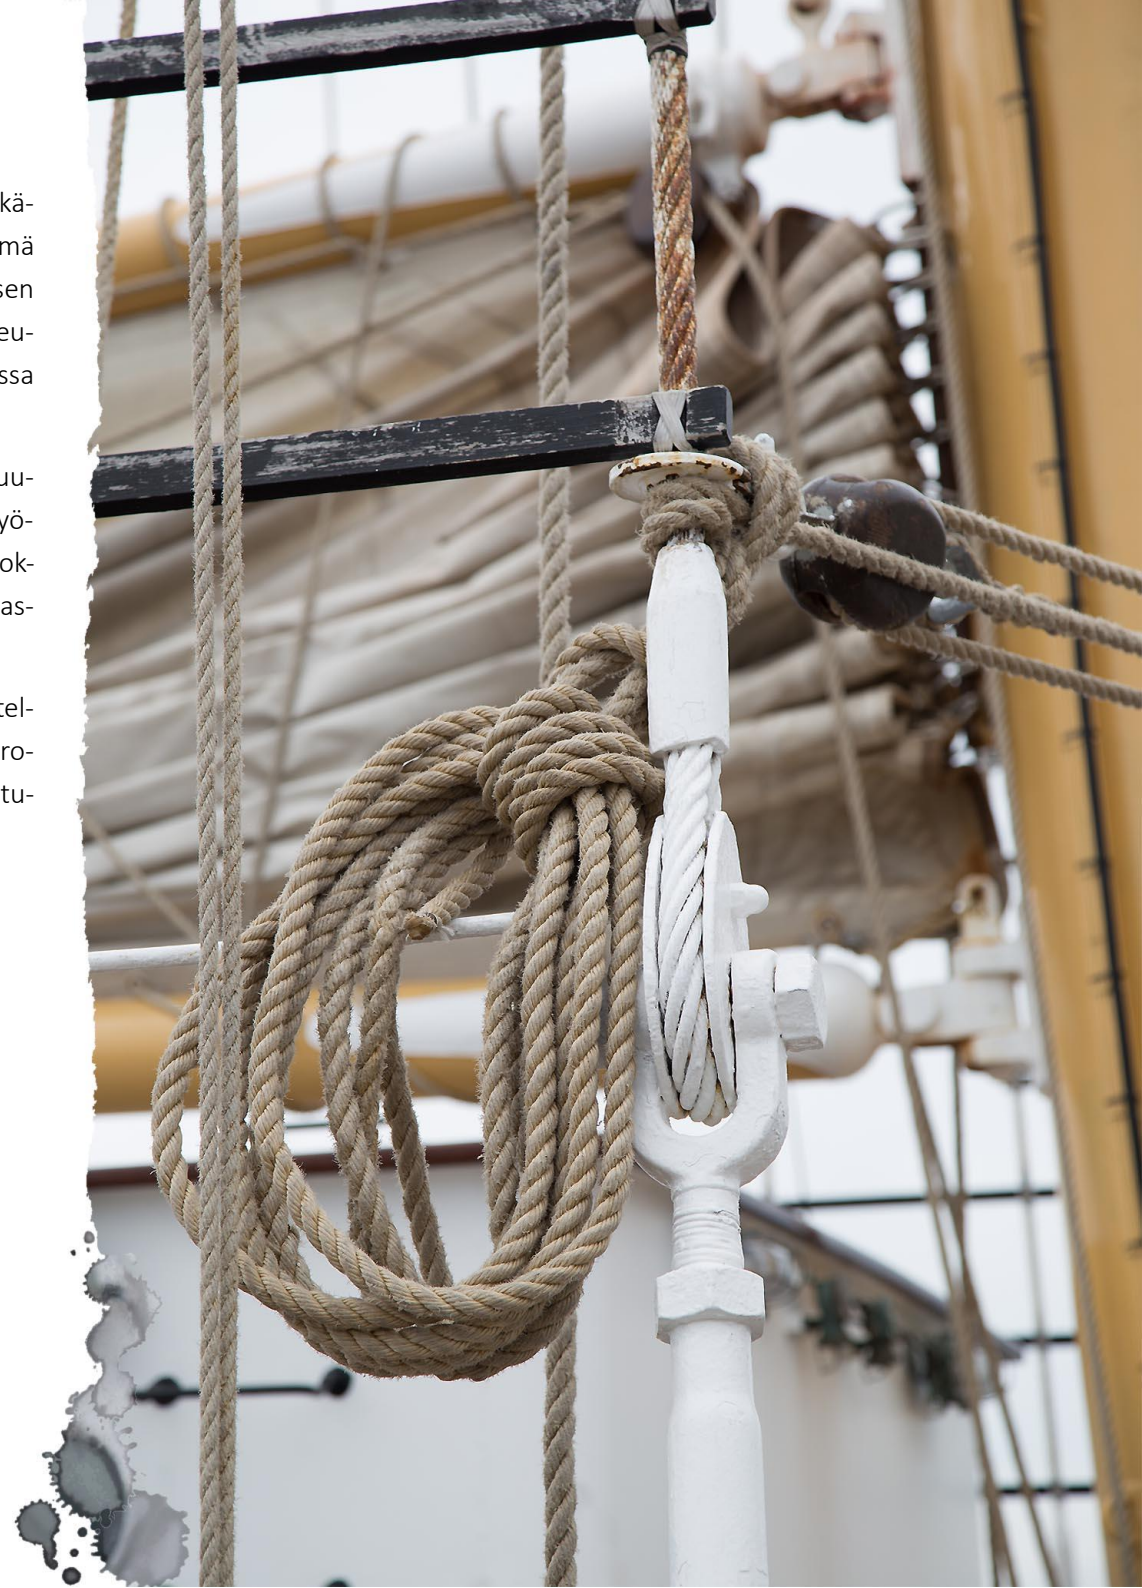 kä-
mä
sen
eu-
ssa
uu-
yö-
ok-
as-
tel-
ro-
tu-